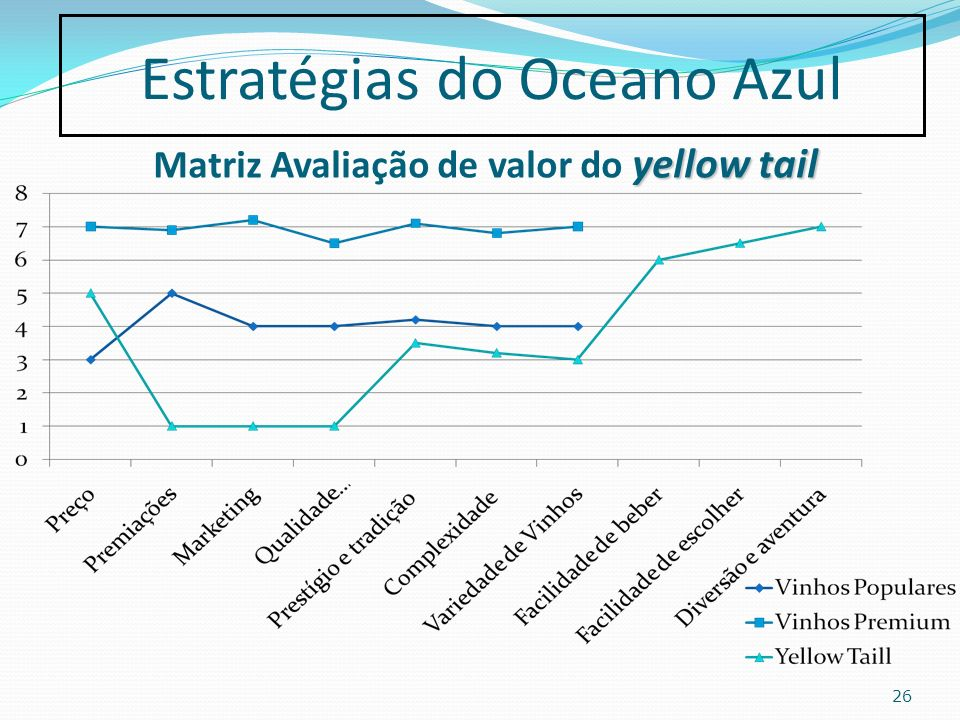 Estratégias do Oceano Azul
Matriz Avaliação de valor do yellow tail
8
7
6
5
4
3
2
1
0
Preço
Premiações
Marketing
Qualidade...
Prestígio e tradição
Complexidade
Variedade de Vinhos
Facilidade de beber
Facilidade de escolher
Diversão e aventura
Vinhos Populares
Vinhos Premium
Yellow Taill
26